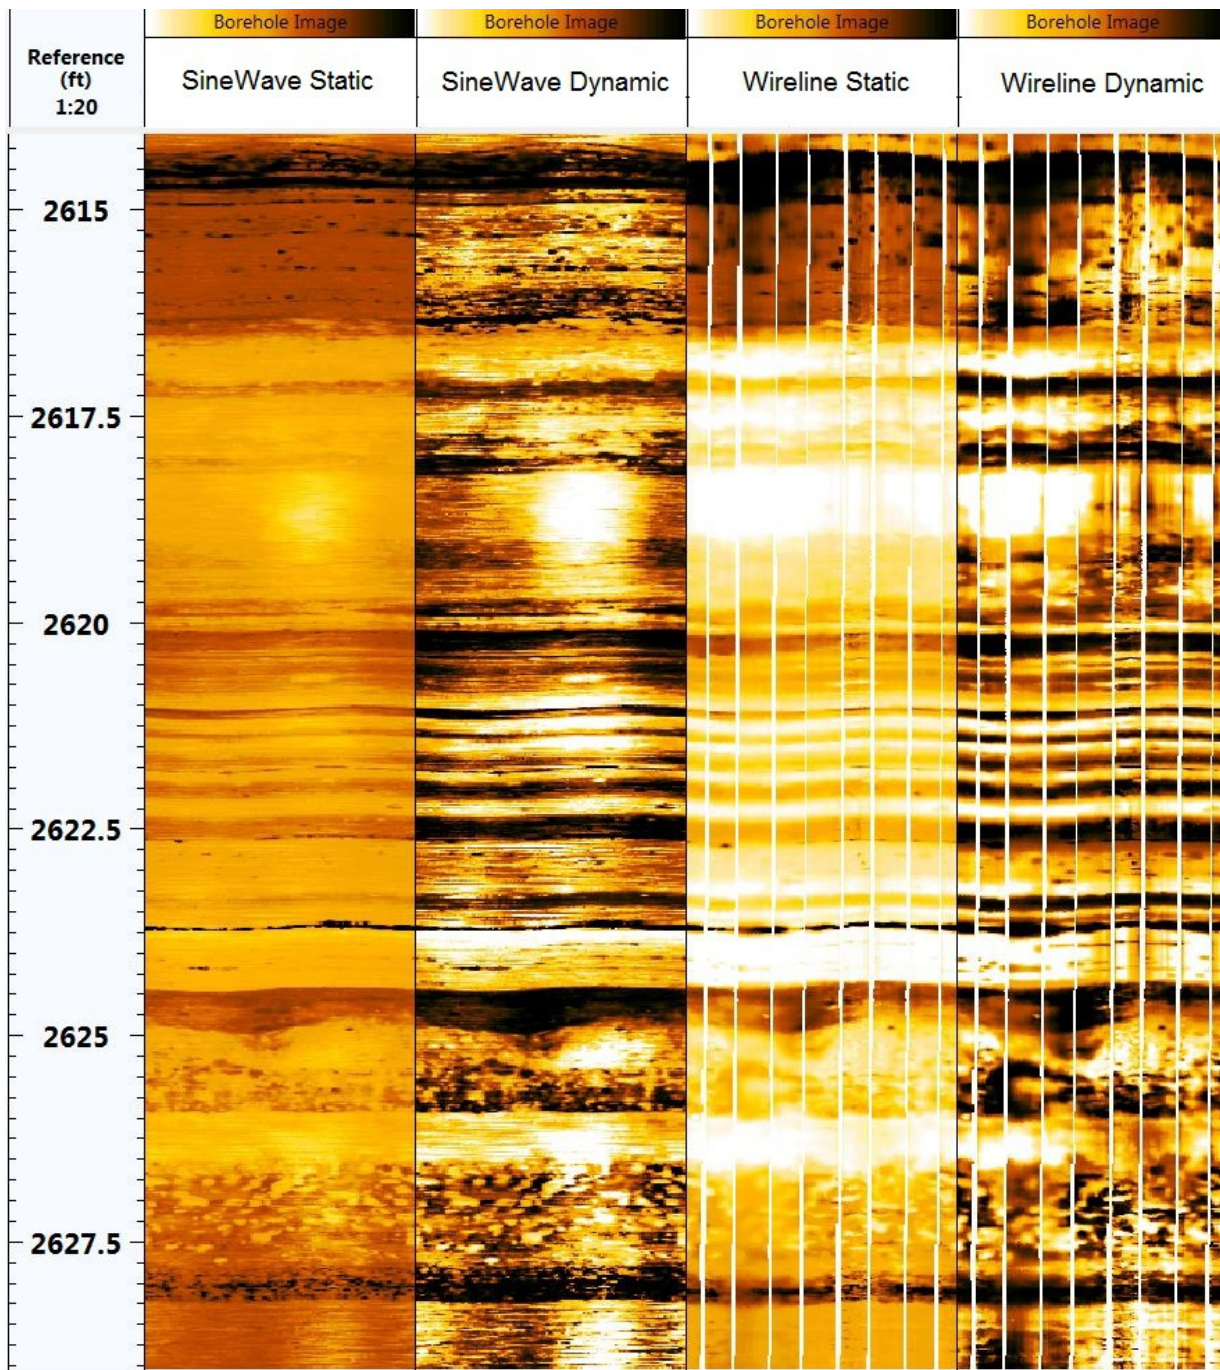 Borehole Image Borehole Image Borehole Image Borehole Image
Reference
(ft)
1:20
SineWave Static SineWave Dynamic Wireline Static Wireline Dynamic
2615
2617.5
2620
2622.5
2625
2627.5